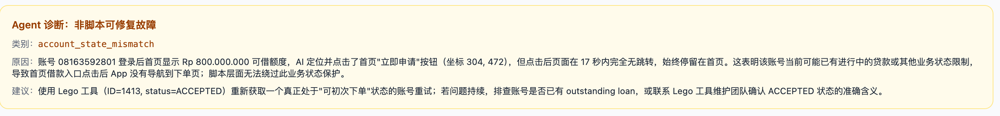 Agent 诊断：非脚本可修复故障
类别：account_state_mismatch
原因：账号 08163592801 登录后首页显示 Rp 800.000.000 可借额度，AI 定位并点击了首页"立即申请"按钮（坐标 304, 472），但点击后页面在 17 秒内完全无跳转，始终停留在首页。这表明该账号当前可能已有进行中的贷款或其他业务状态限制，
导致首页借款入口点击后 App 没有导航到下单页；脚本层面无法绕过此业务状态保护。
建议：使用 Lego 工具（ID=1413, status=ACCEPTED）重新获取一个真正处于"可初次下单"状态的账号重试；若问题持续，排查账号是否已有 outstanding loan，或联系 Lego 工具维护团队确认 ACCEPTED 状态的准确含义。